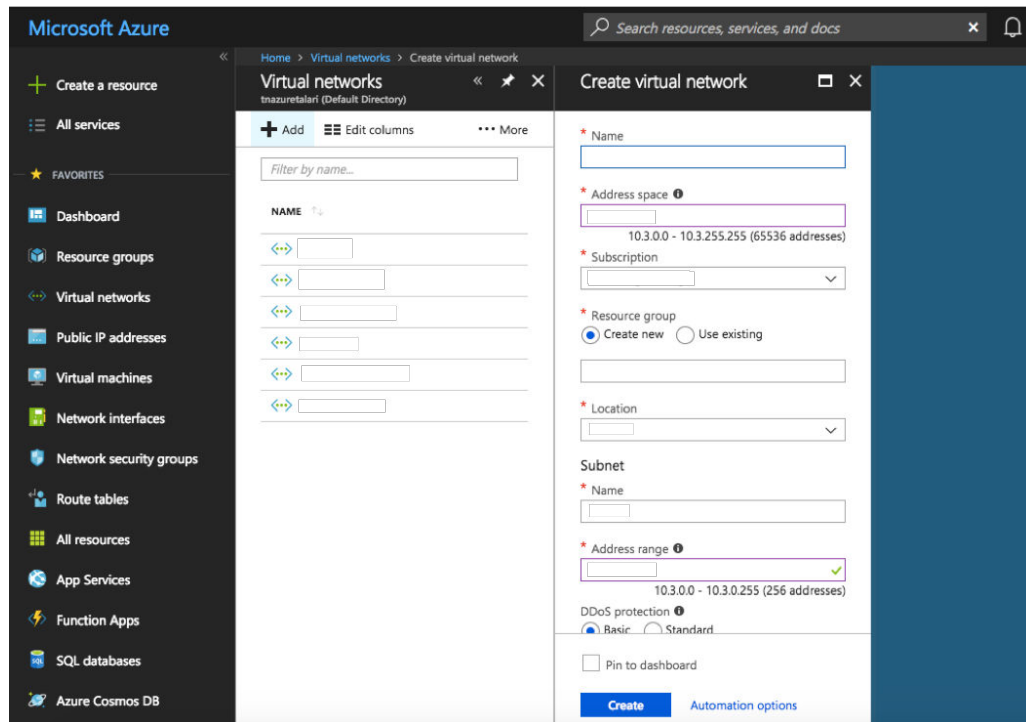 Microsoft Azure
Search resources, services, and docs
Home > Virtual networks > Create virtual network
Create a resource
All services
FAVORITES
Dashboard
Resource groups
Virtual networks
Public IP addresses
Virtual machines
Network interfaces
Network security groups
Route tables
All resources
App Services
Function Apps
SQL databases
Azure Cosmos DB
Virtual networks
tnazuretalari (Default Directory)
Add Edit columns More
Filter by name...
NAME
Create virtual network
* Name
* Address space
10.3.0.0 - 10.3.255.255 (65536 addresses)
* Subscription
* Resource group
Create new Use existing
* Location
Subnet
* Name
* Address range
10.3.0.0 - 10.3.0.255 (256 addresses)
DDoS protection
Basic Standard
Pin to dashboard
Create Automation options